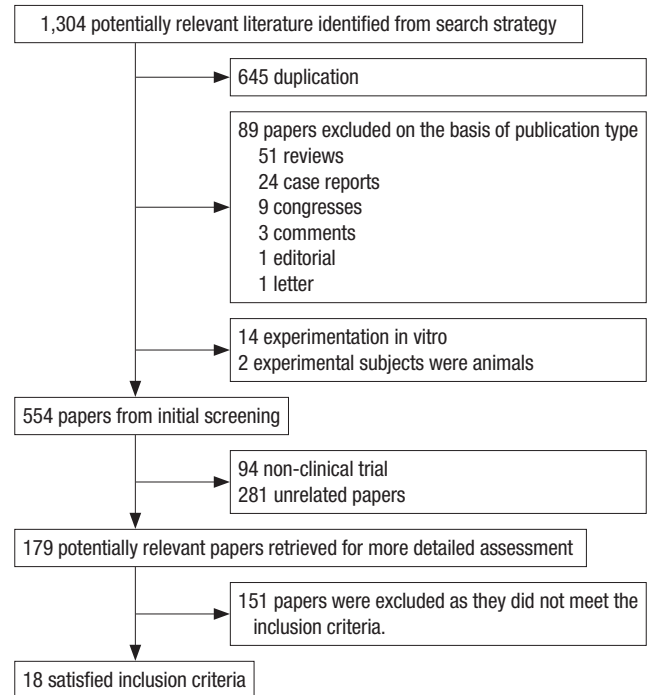 1,304 potentially relevant literature identified from search strategy
645 duplication
89 papers excluded on the basis of publication type
51 reviews
24 case reports
9 congresses
3 comments
1 editorial
1 letter
14 experimentation in vitro
2 experimental subjects were animals
554 papers from initial screening
94 non-clinical trial
281 unrelated papers
179 potentially relevant papers retrieved for more detailed assessment
151 papers were excluded as they did not meet the
inclusion criteria.
18 satisfied inclusion criteria